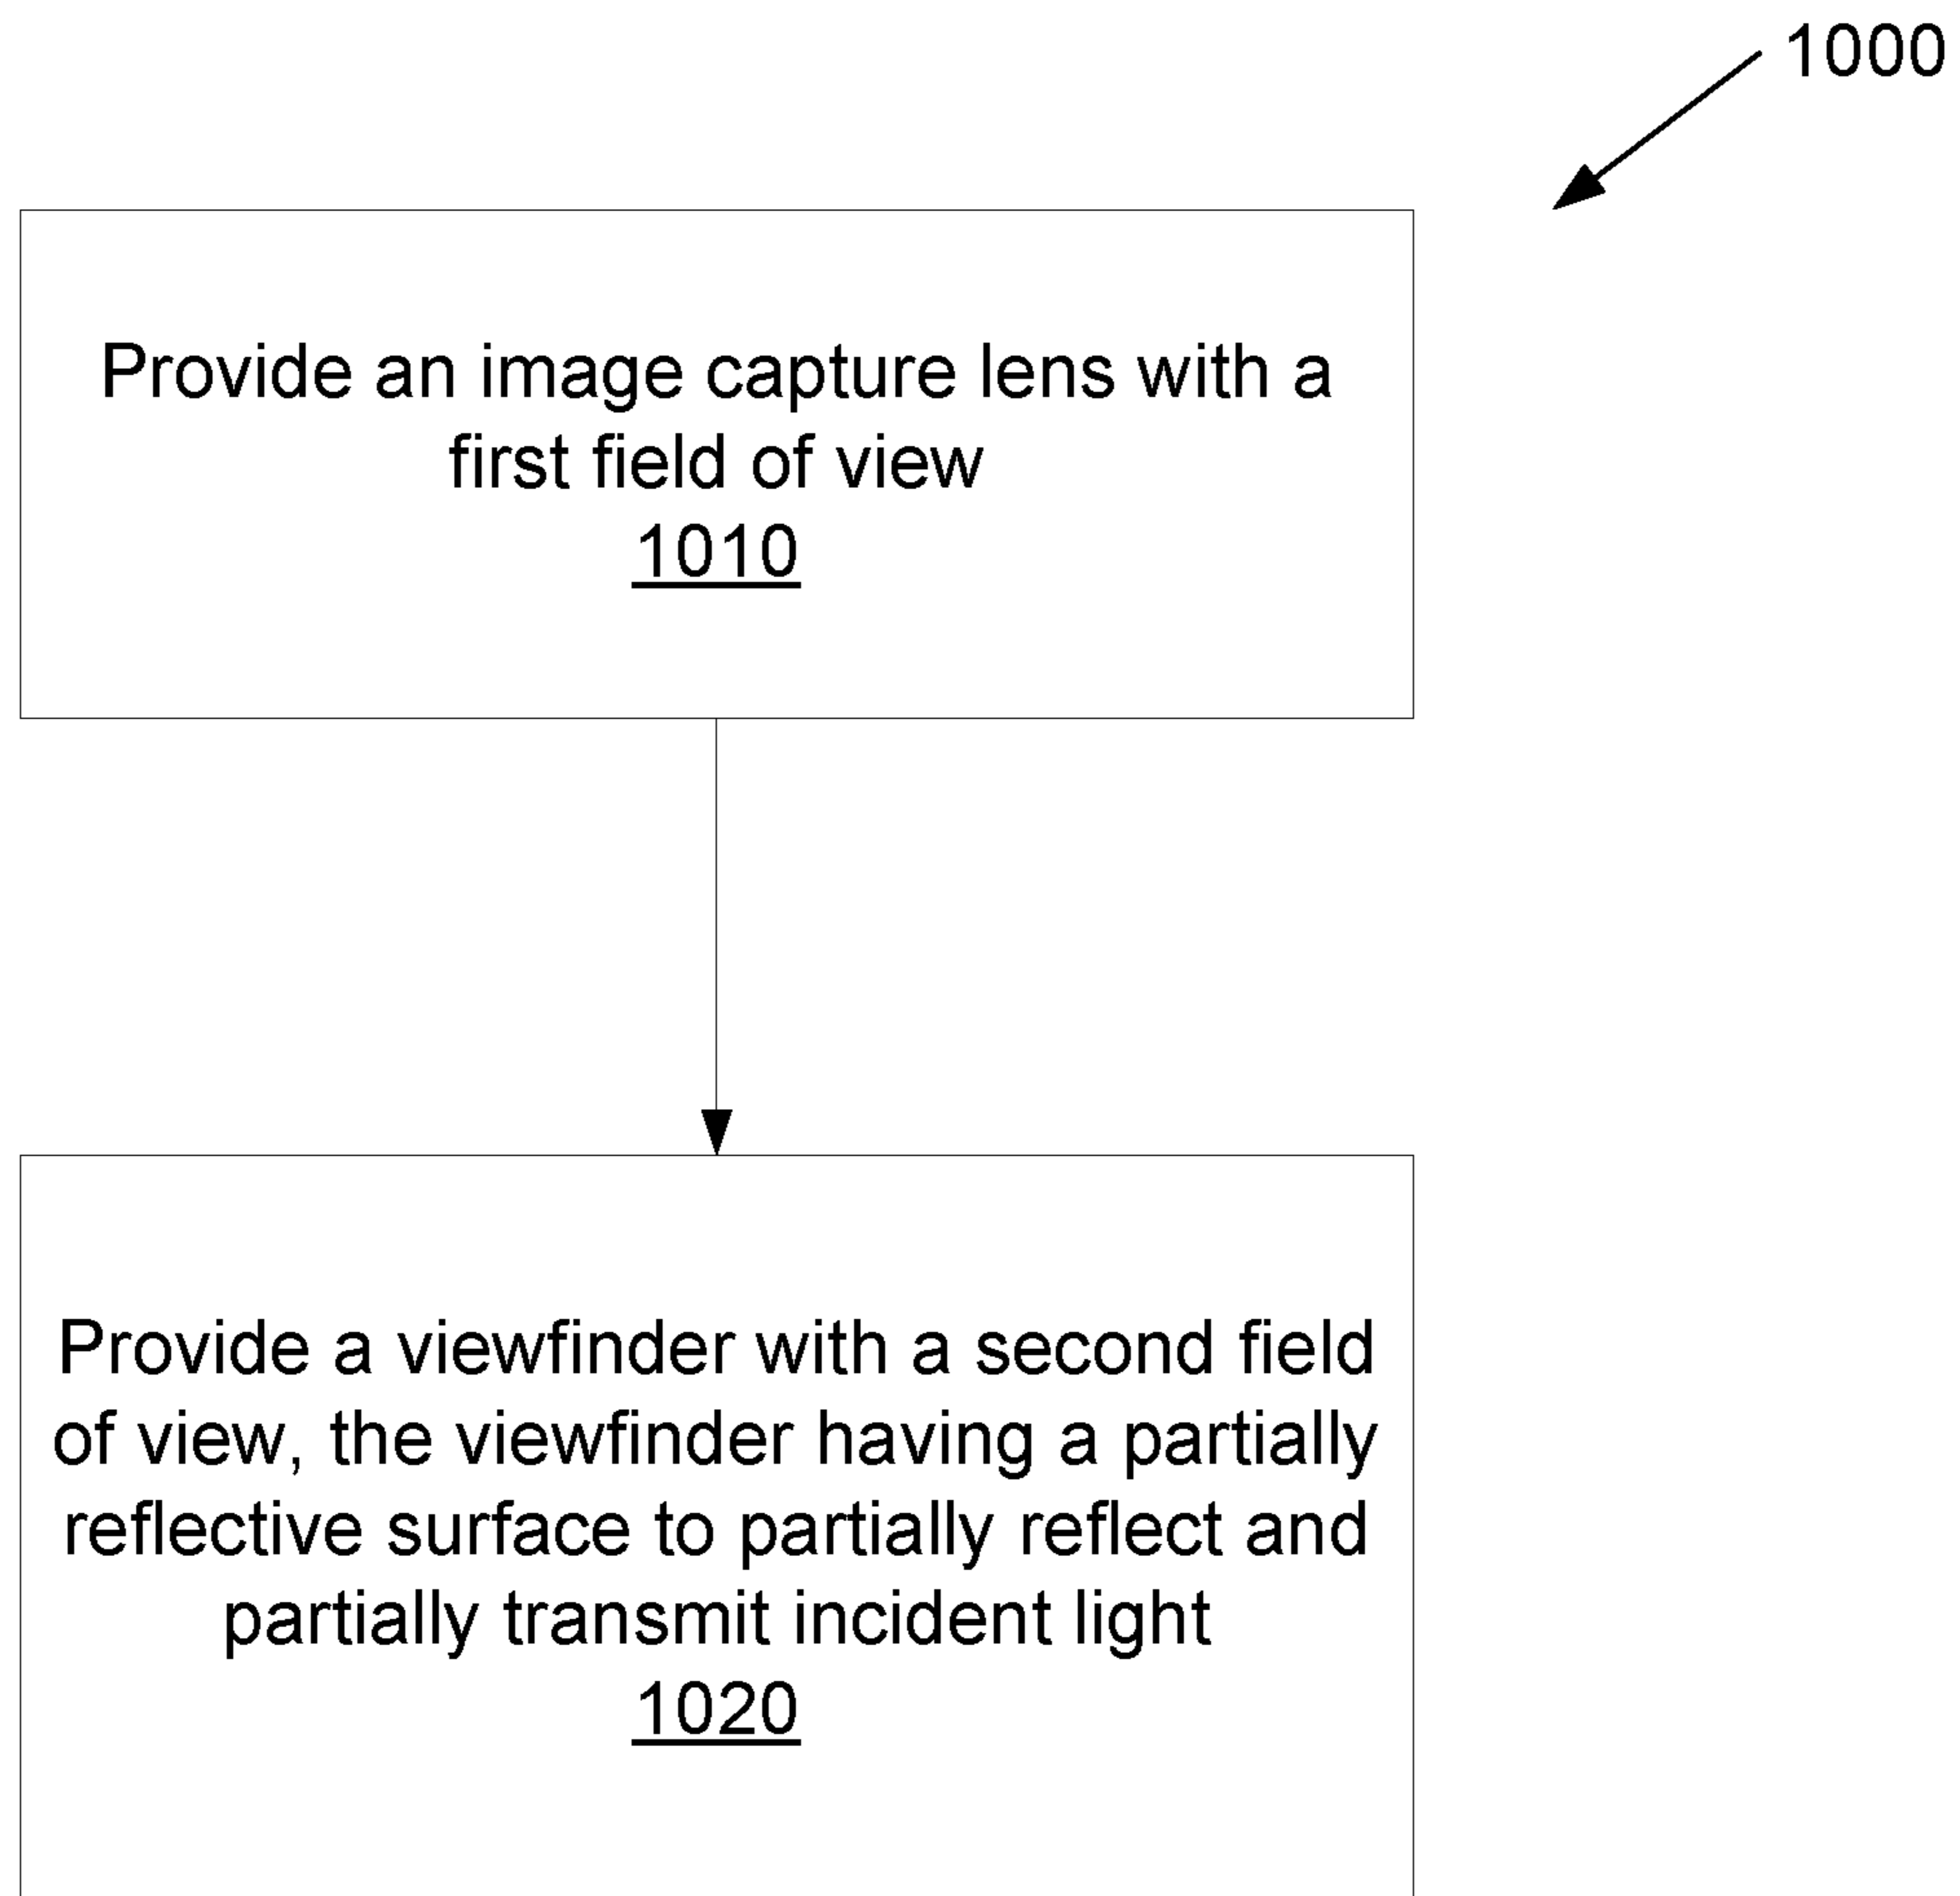 1000
Provide an image capture lens with a
first field of view
1010
Provide a viewfinder with a second field
of view, the viewfinder having a partially
reflective surface to partially reflect and
partially transmit incident light
1020